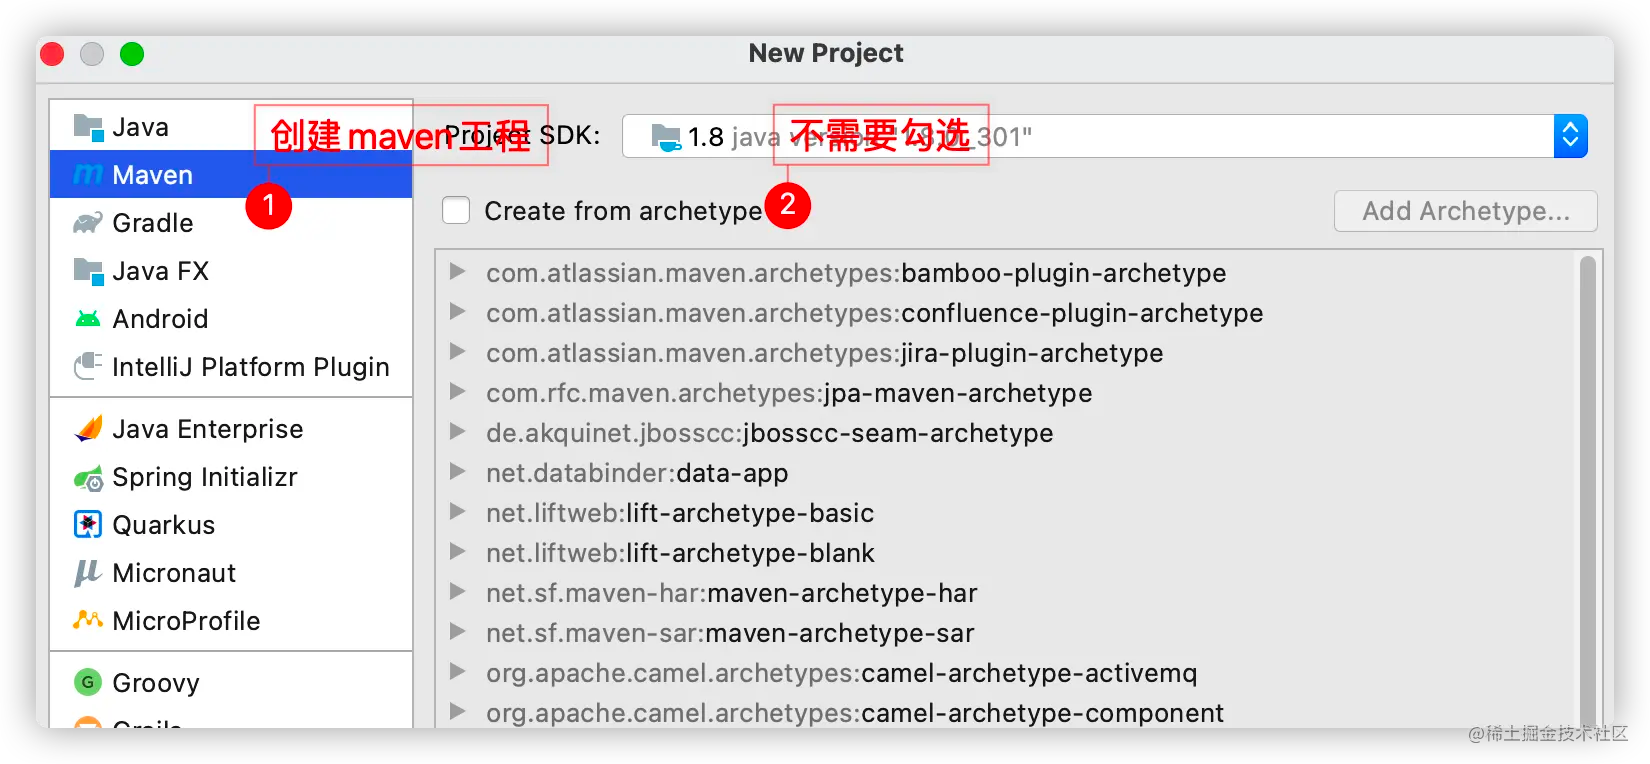 New Project
Java
Maven
Gradle
Java FX
Android
IntelliJ Platform Plugin
Java Enterprise
Spring Initializr
Quarkus
Micronaut
MicroProfile
G Groovy
创建maven工程
1
Project SDK:
1.8 java version "1.8.0_301"
不需要勾选
2
Create from archetype
Add Archetype...
com.atlassian.maven.archetypes:bamboo-plugin-archetype
com.atlassian.maven.archetypes:confluence-plugin-archetype
com.atlassian.maven.archetypes:jira-plugin-archetype
com.rfc.maven.archetypes:jpa-maven-archetype
de.akquinet.jbosscc:jbosscc-seam-archetype
net.databinder:data-app
net.liftweb:lift-archetype-basic
net.liftweb:lift-archetype-blank
net.sf.maven-har:maven-archetype-har
net.sf.maven-sar:maven-archetype-sar
org.apache.camel.archetypes:camel-archetype-activemq
org.apache.camel.archetypes:camel-archetype-component
@稀土掘金技术社区